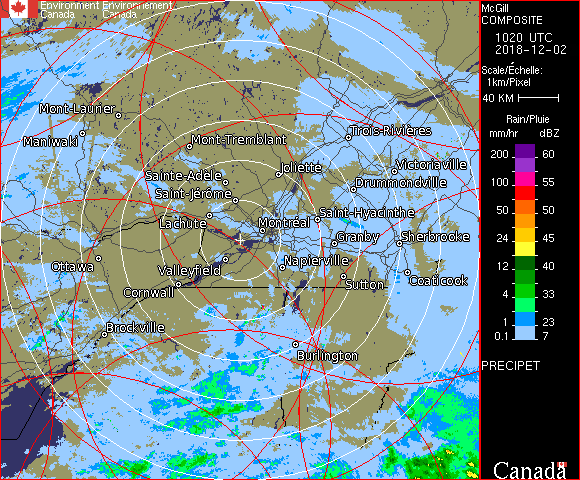 Environment Environnement
Canada Canada
McGill
COMPOSITE
1020 UTC
2018-12-02
Scale/Échelle:
1km/Pixel
40 KM
Rain/Pluie
mm/hr dBZ
200 60
55
100 55
50 50
24 45
12 40
4 33
1 23
0.1 7
PRECIPET
Canada
Mont-Laurier
Maniwaki
Mont-Tremblant
Trois-Rivières
Joliette
Victoriaville
Sainte-Adèle
Drummondville
Saint-Jérôme
Lachute
Saint-Hyacinthe
Montréal
Granby
Sherbrooke
Ottawa
Valleyfield
Napierville
Cornwall
Sutton
Coaticook
Brockville
Burlington